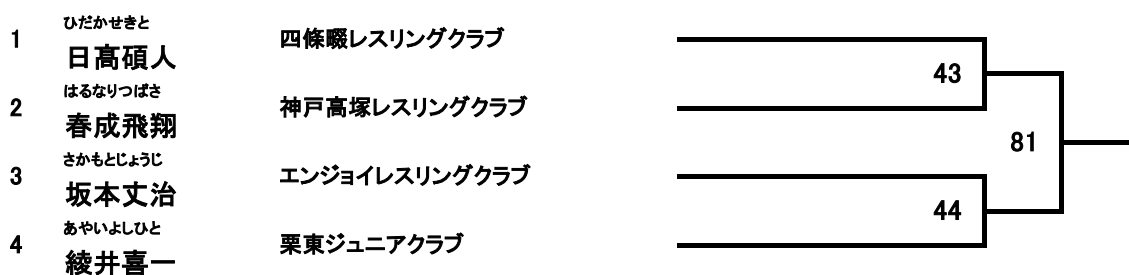 ひだかせきと
1 日髙碩人 四條畷レスリングクラブ
43
はるなりつばさ
2 春成飛翔 神戸高塚レスリングクラブ
81
さかもとじょうじ
3 坂本丈治 エンジョイレスリングクラブ
44
あやいよしひと
4 綾井喜一 栗東ジュニアクラブ